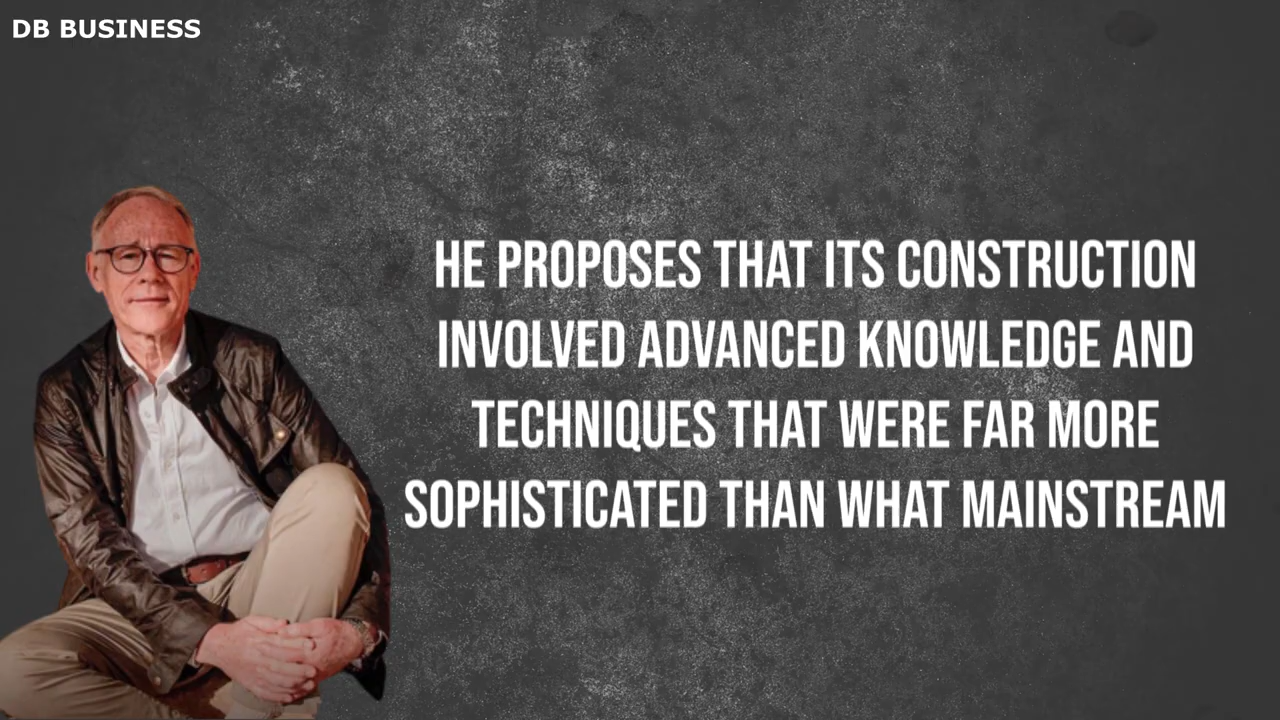 DB BUSINESS
HE PROPOSES THAT ITS CONSTRUCTION
INVOLVED ADVANCED KNOWLEDGE AND
TECHNIQUES THAT WERE FAR MORE
SOPHISTICATED THAN WHAT MAINSTREAM